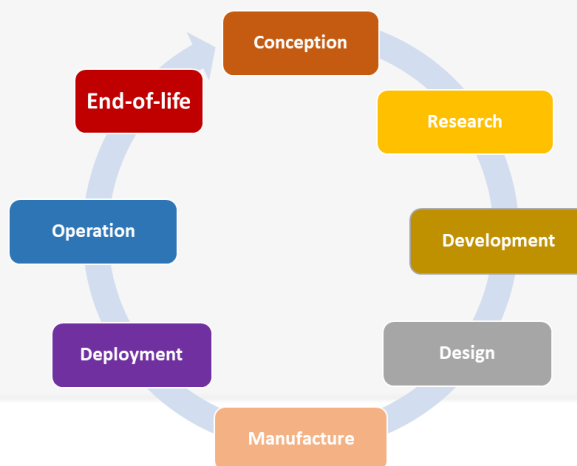 Conception
Research
Development
Design
Manufacture
Deployment
Operation
End-of-life